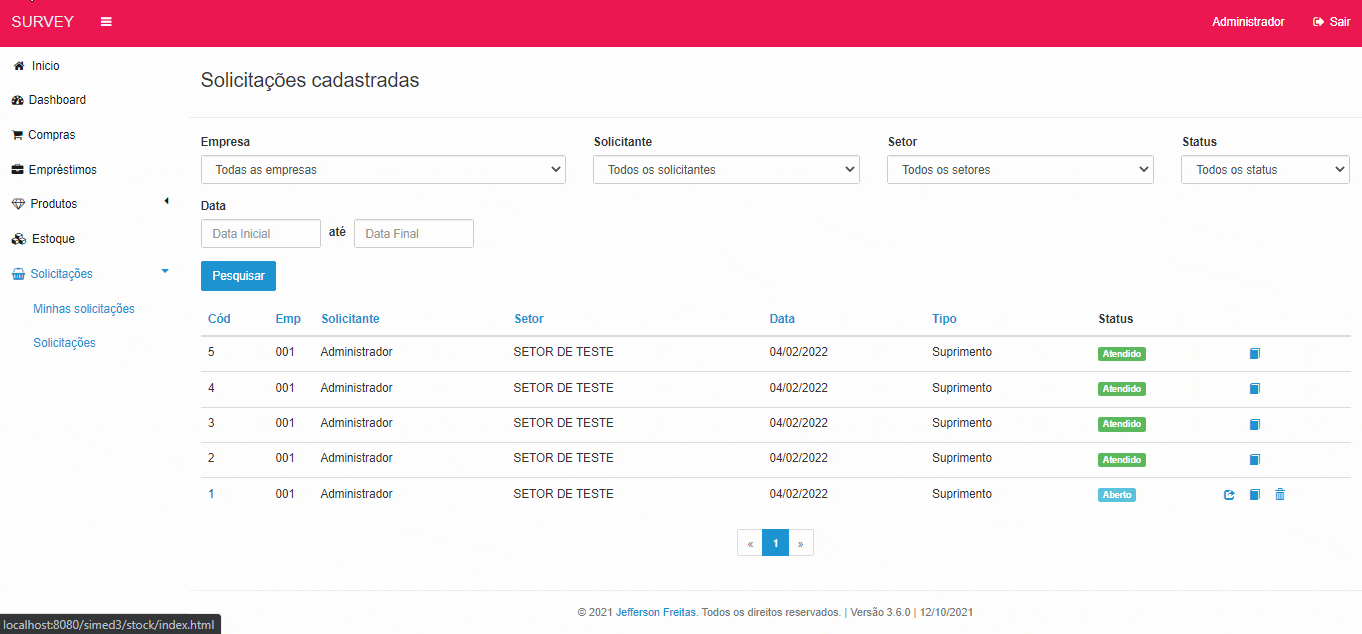 SURVEY
Administrador
Sair
Inicio
Dashboard
Compras
Empréstimos
Produtos
Estoque
Solicitações
Minhas solicitações
Solicitações
Solicitações cadastradas
Empresa Solicitante Setor Status
Todas as empresas Todos os solicitantes Todos os setores Todos os status
Data
Data Inicial até Data Final
Pesquisar
Cód Emp Solicitante Setor Data Tipo Status
5 001 Administrador SETOR DE TESTE 04/02/2022 Suprimento Atendido
4 001 Administrador SETOR DE TESTE 04/02/2022 Suprimento Atendido
3 001 Administrador SETOR DE TESTE 04/02/2022 Suprimento Atendido
2 001 Administrador SETOR DE TESTE 04/02/2022 Suprimento Atendido
1 001 Administrador SETOR DE TESTE 04/02/2022 Suprimento Aberto
« 1 »
© 2021 Jefferson Freitas. Todos os direitos reservados. | Versão 3.6.0 | 12/10/2021
localhost:8080/simed3/stock/index.html